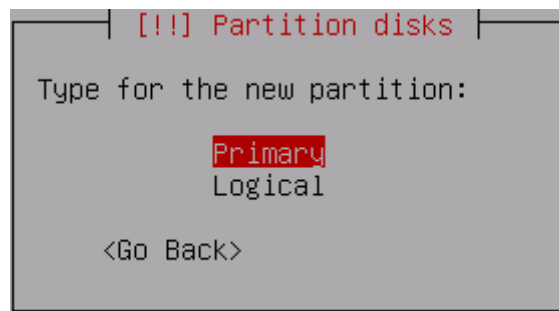 [!!] Partition disks
Type for the new partition:
Primary
Logical
<Go Back>